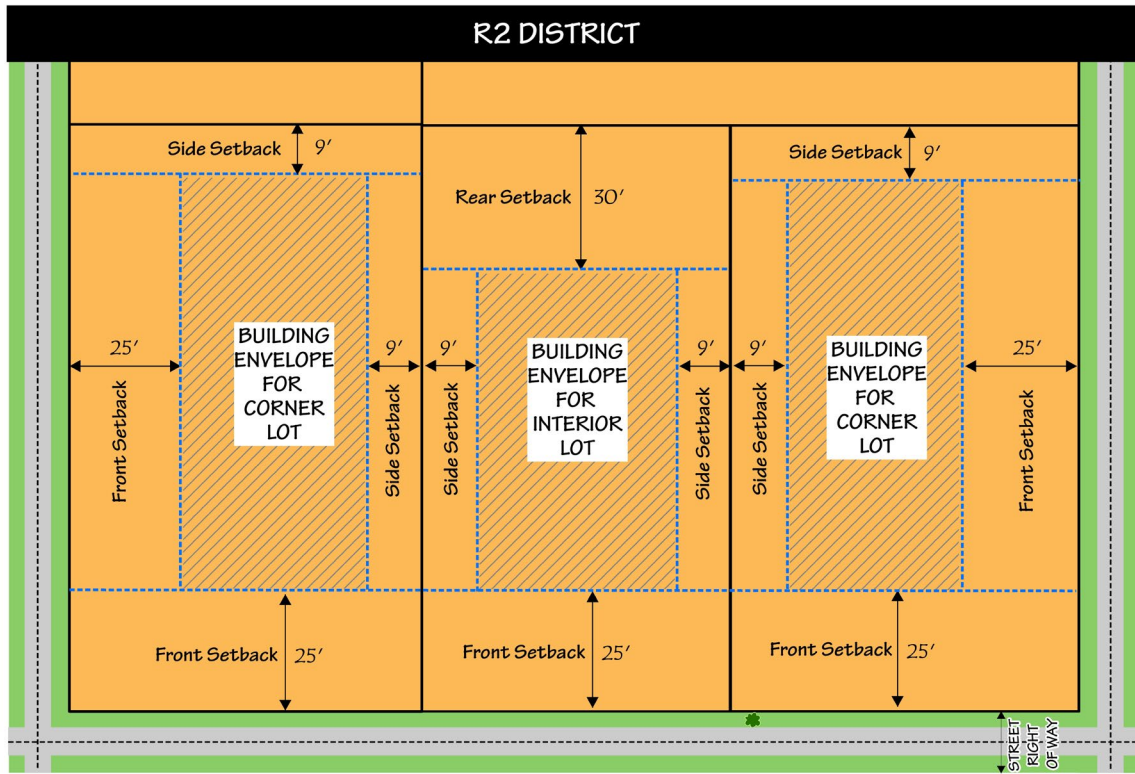 R2 DISTRICT
Side Setback 9'
Rear Setback 30'
Side Setback 9'
25'
Front Setback
BUILDING
ENVELOPE
FOR
CORNER
LOT
9'
Side Setback
9'
Side Setback
BUILDING
ENVELOPE
FOR
INTERIOR
LOT
9'
Side Setback
9'
Side Setback
BUILDING
ENVELOPE
FOR
CORNER
LOT
25'
Front Setback
Front Setback 25'
Front Setback 25'
Front Setback 25'
STREET
RIGHT
OF WAY